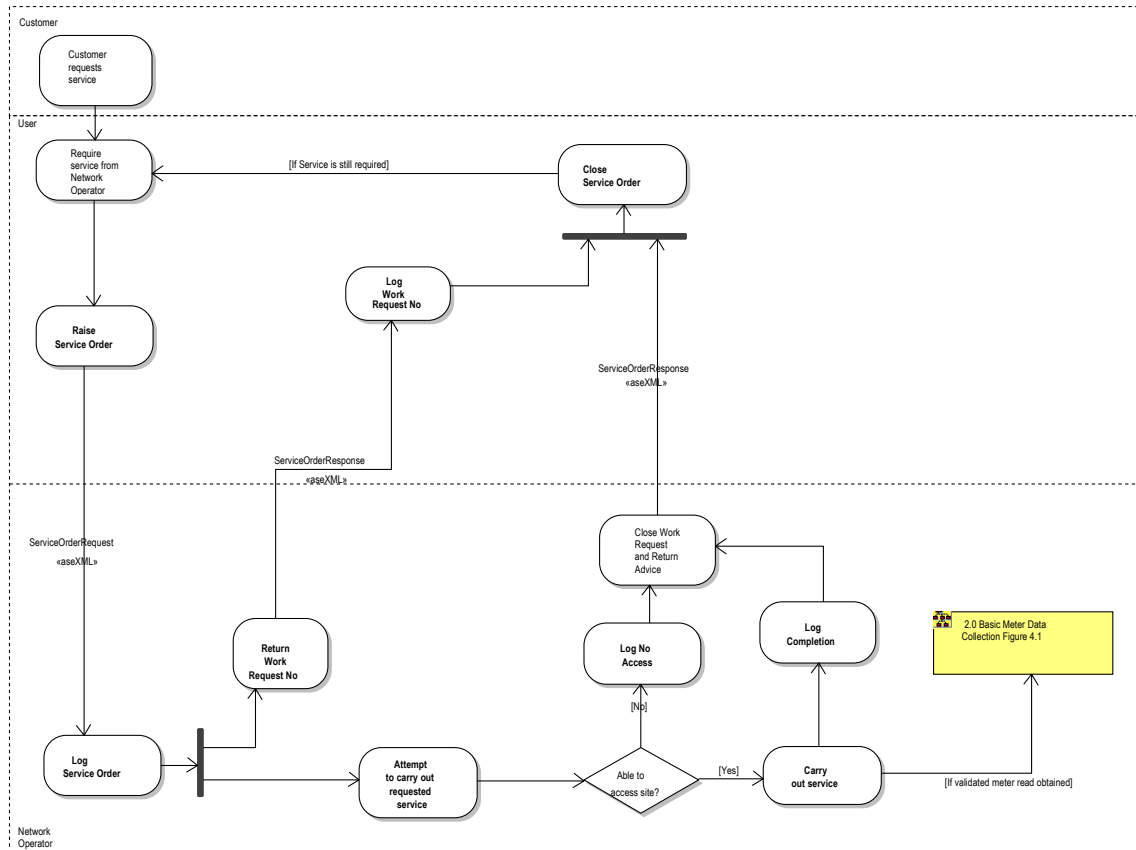 Customer
Customer
requests
service
User
Require
service from
Network
Operator
[If Service is still required]
Close
Service Order
Log
Work
Request No
Raise
Service Order
ServiceOrderResponse
«aseXML»
ServiceOrderResponse
«aseXML»
ServiceOrderRequest
«aseXML»
Close Work
Request
and Return
Advice
Return
Work
Request No
Log No
Access
Log
Completion
2.0 Basic Meter Data
Collection Figure 4.1
[No]
Log
Service Order
Attempt
to carry out
requested
service
Able to
access site?
[Yes]
Carry
out service
[If validated meter read obtained]
Network
Operator